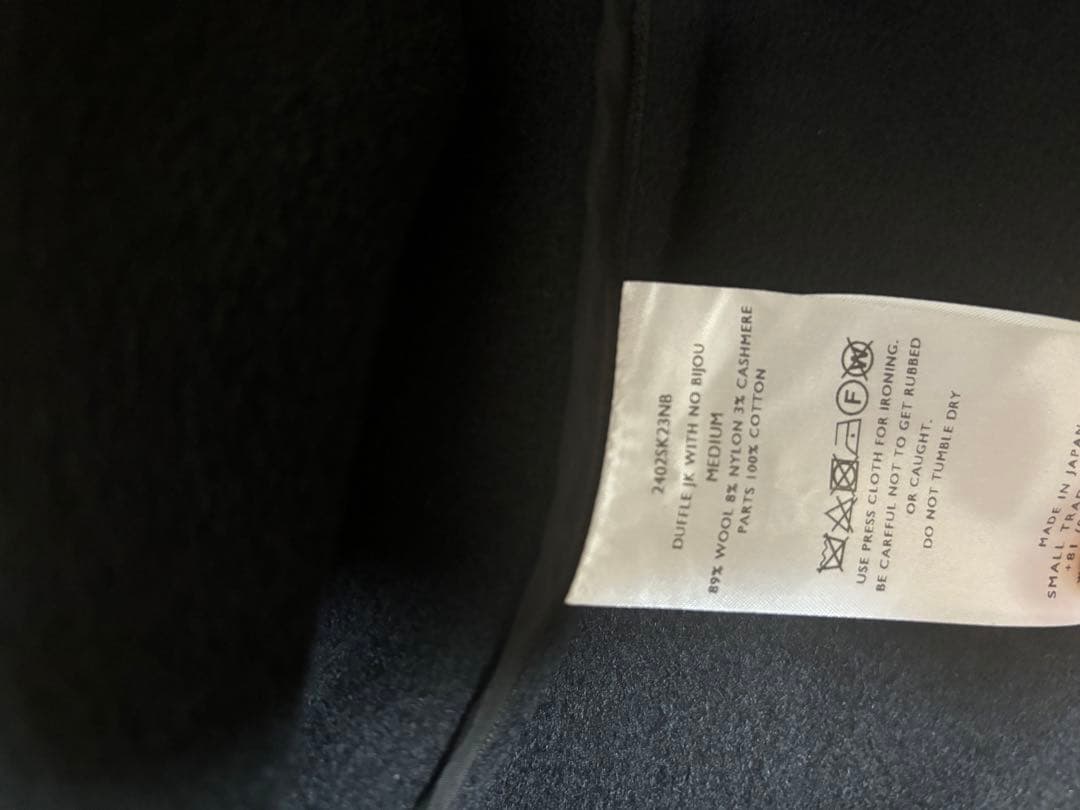 2402SK23NB
DUFFLE JK WITH NO BIJOU
MEDIUM
89% WOOL 8% NYLON 3% CASHMERE
PARTS 100% COTTON
F W
USE PRESS CLOTH FOR IRONING.
BE CAREFUL NOT TO GET RUBBED
OR CAUGHT.
DO NOT TUMBLE DRY
MADE IN JAPAN
SMALL TRAD
+81